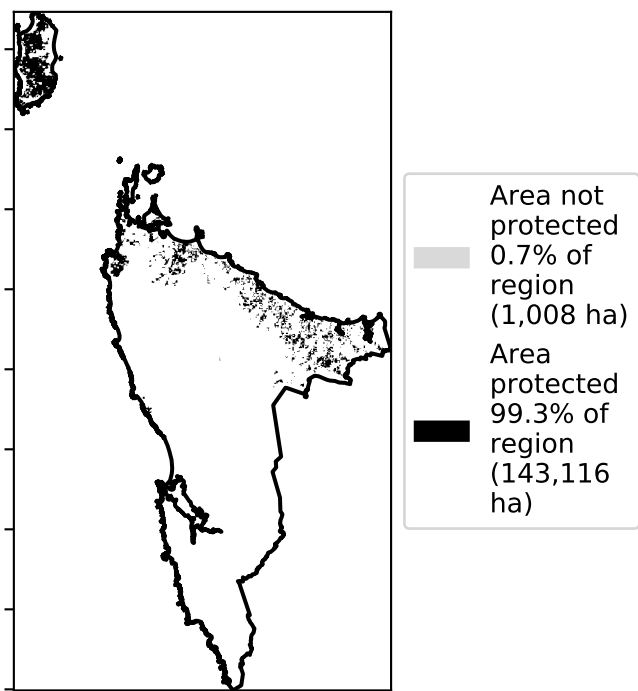 Area not
protected
0.7% of
region
(1,008 ha)
Area
protected
99.3% of
region
(143,116
ha)